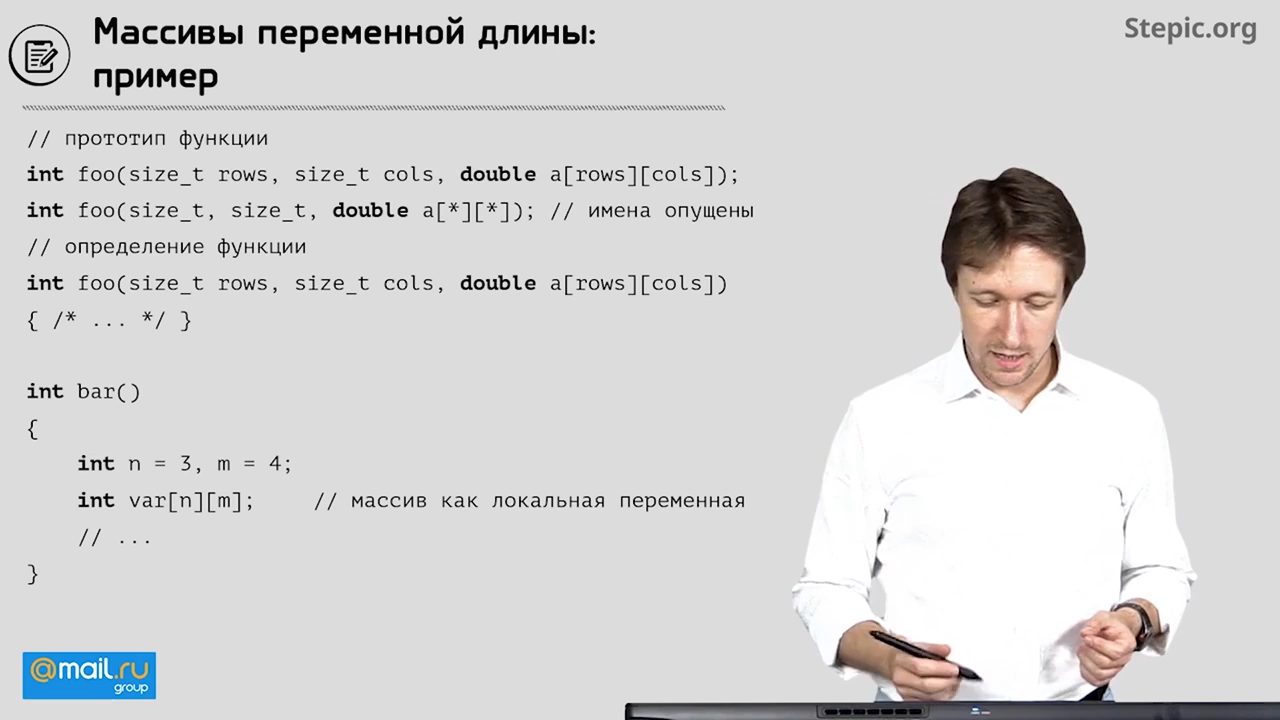 Массивы переменной длины:
пример
Stepic.org
// прототип функции
int foo(size_t rows, size_t cols, double a[rows][cols]);
int foo(size_t, size_t, double a[*][*]); // имена опущены
// определение функции
int foo(size_t rows, size_t cols, double a[rows][cols])
{ /* ... */ }
int bar()
{
    int n = 3, m = 4;
    int var[n][m];     // массив как локальная переменная
    // ...
}
@mail.ru
group